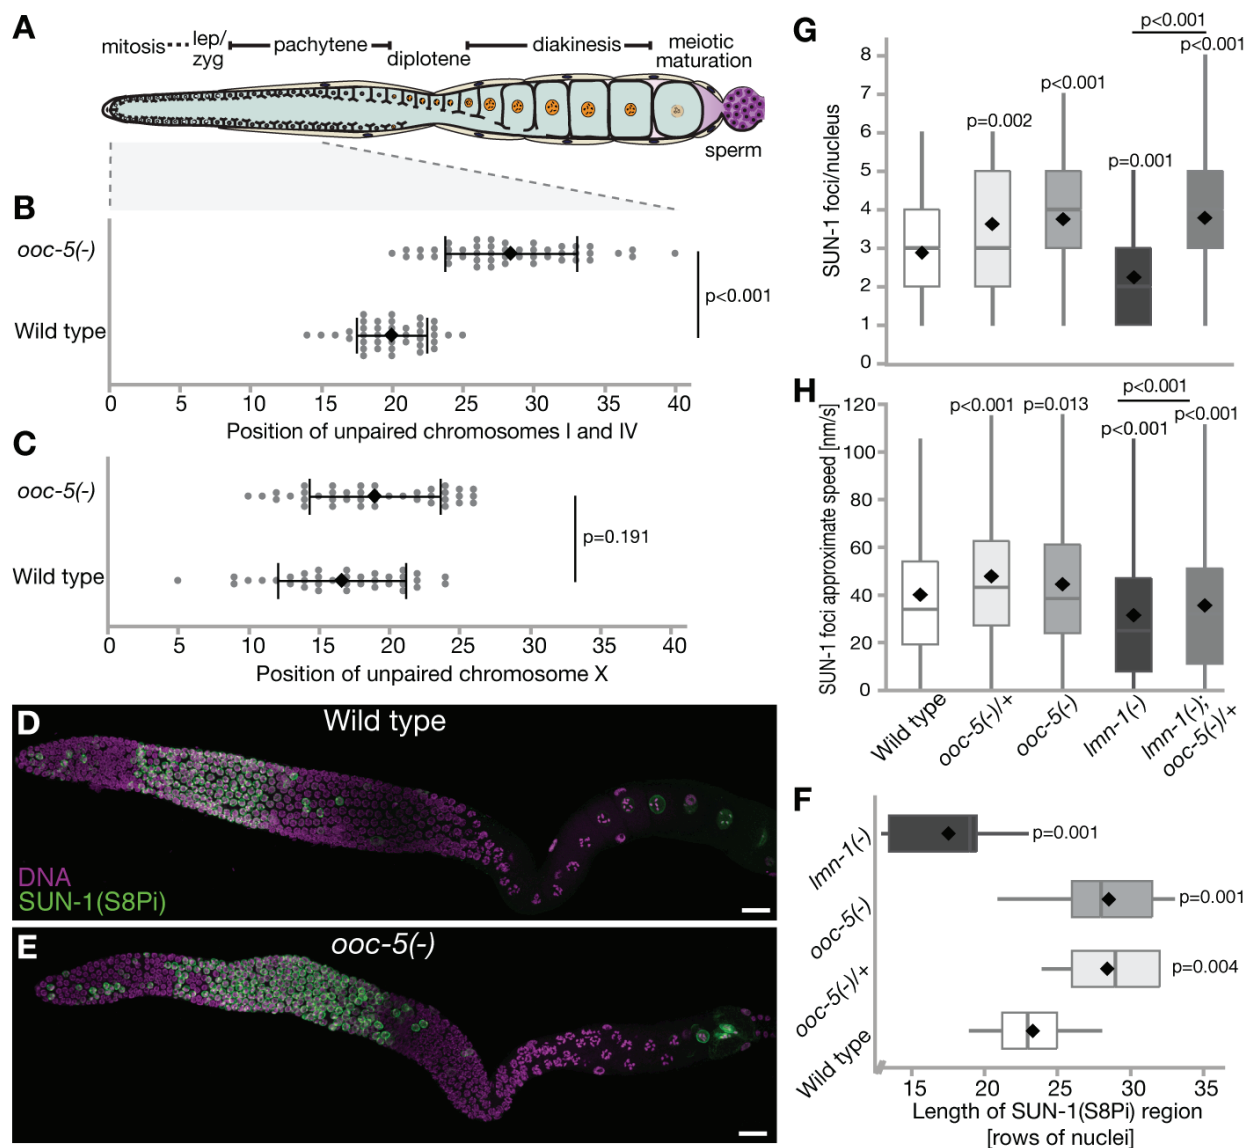 A
mitosis
lep/
zyg
pachytene
diplotene
diakinesis
meiotic
maturation
sperm
B
ooc-5(-)
Wild type
p<0.001
0 5 10 15 20 25 30 35 40
Position of unpaired chromosomes I and IV
C
ooc-5(-)
Wild type
p=0.191
0 5 10 15 20 25 30 35 40
Position of unpaired chromosome X
D
Wild type
DNA
SUN-1(S8Pi)
E
ooc-5(-)
G
p<0.001
p<0.001
p<0.001
p=0.002
p=0.001
8
7
6
5
4
3
2
1
0
SUN-1 foci/nucleus
H
p<0.001
p<0.001
p=0.013
p<0.001
p<0.001
120
100
80
60
40
20
0
SUN-1 foci approximate speed [nm/s]
Wild type
ooc-5(-)/+
ooc-5(-)
lmn-1(-)
lmn-1(-);
ooc-5(-)/+
F
lmn-1(-)
p=0.001
ooc-5(-)
p=0.001
ooc-5(-)/+
p=0.004
Wild type
15 20 25 30 35
Length of SUN-1(S8Pi) region
[rows of nuclei]